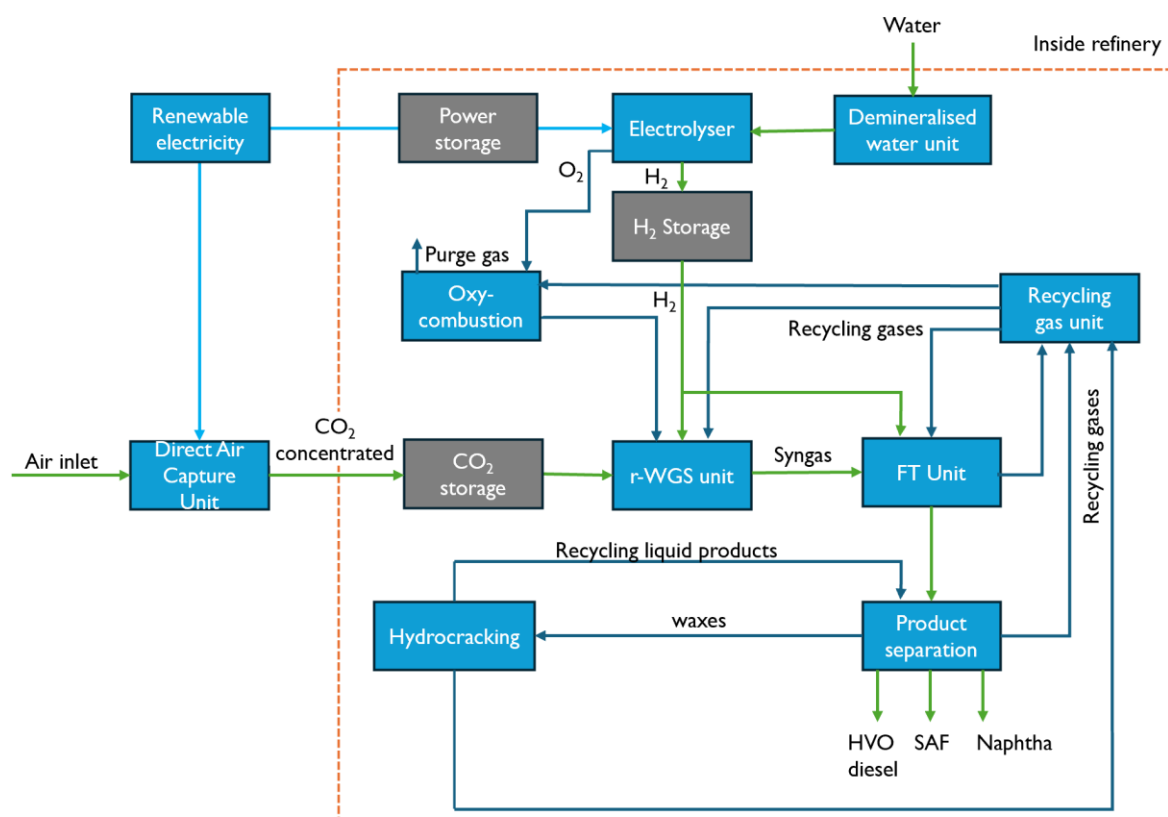 Water
Inside refinery
Renewable
electricity
Power
storage
Electrolyser
Demineralised
water unit
O₂
H₂
H₂ Storage
Purge gas
Oxy-
combustion
H₂
Recycling
gas unit
Recycling gases
Recycling gases
Air inlet
Direct Air
Capture
Unit
CO₂
concentrated
CO₂
storage
r-WGS unit
Syngas
FT Unit
Recycling liquid products
Hydrocracking
waxes
Product
separation
HVO
diesel
SAF
Naphtha